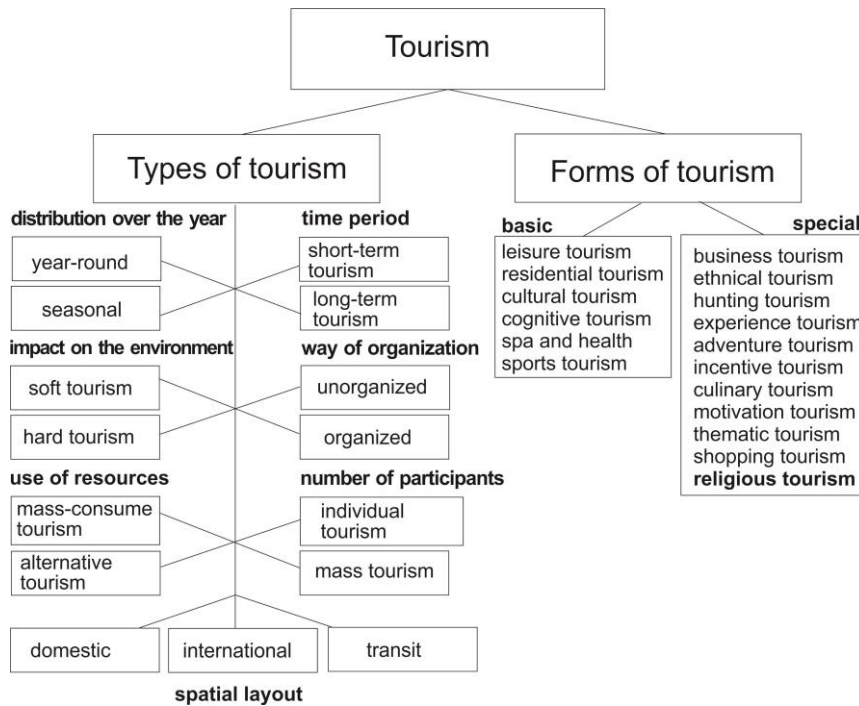 Tourism
Types of tourism
Forms of tourism
distribution over the year
year-round
seasonal
time period
short-term
tourism
long-term
tourism
impact on the environment
soft tourism
hard tourism
way of organization
unorganized
organized
use of resources
mass-consume
tourism
alternative
tourism
number of participants
individual
tourism
mass tourism
domestic
international
transit
spatial layout
basic
leisure tourism
residential tourism
cultural tourism
cognitive tourism
spa and health
sports tourism
special
business tourism
ethnical tourism
hunting tourism
experience tourism
adventure tourism
incentive tourism
culinary tourism
motivation tourism
thematic tourism
shopping tourism
religious tourism